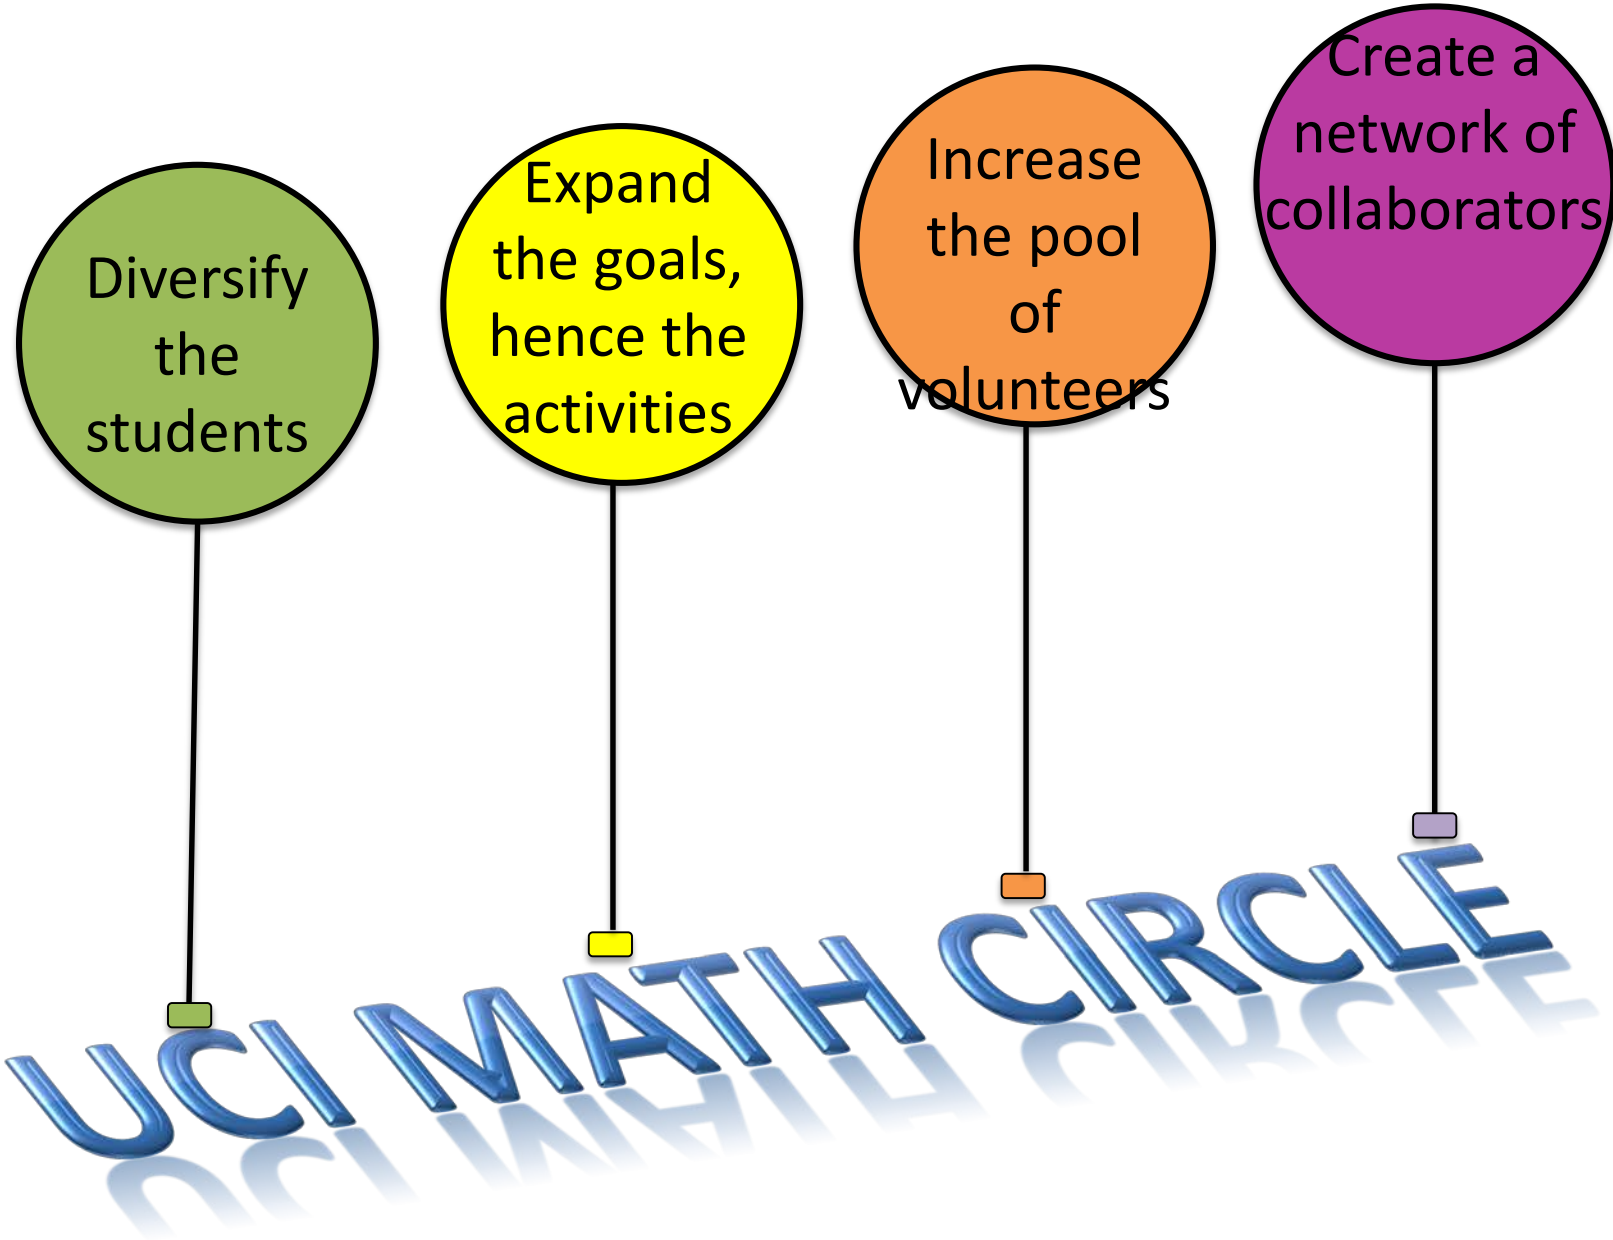 Diversify
the
students
Expand
the goals,
hence the
activities
Increase
the pool
of
volunteers
Create a
network of
collaborators
UCI MATH CIRCLE